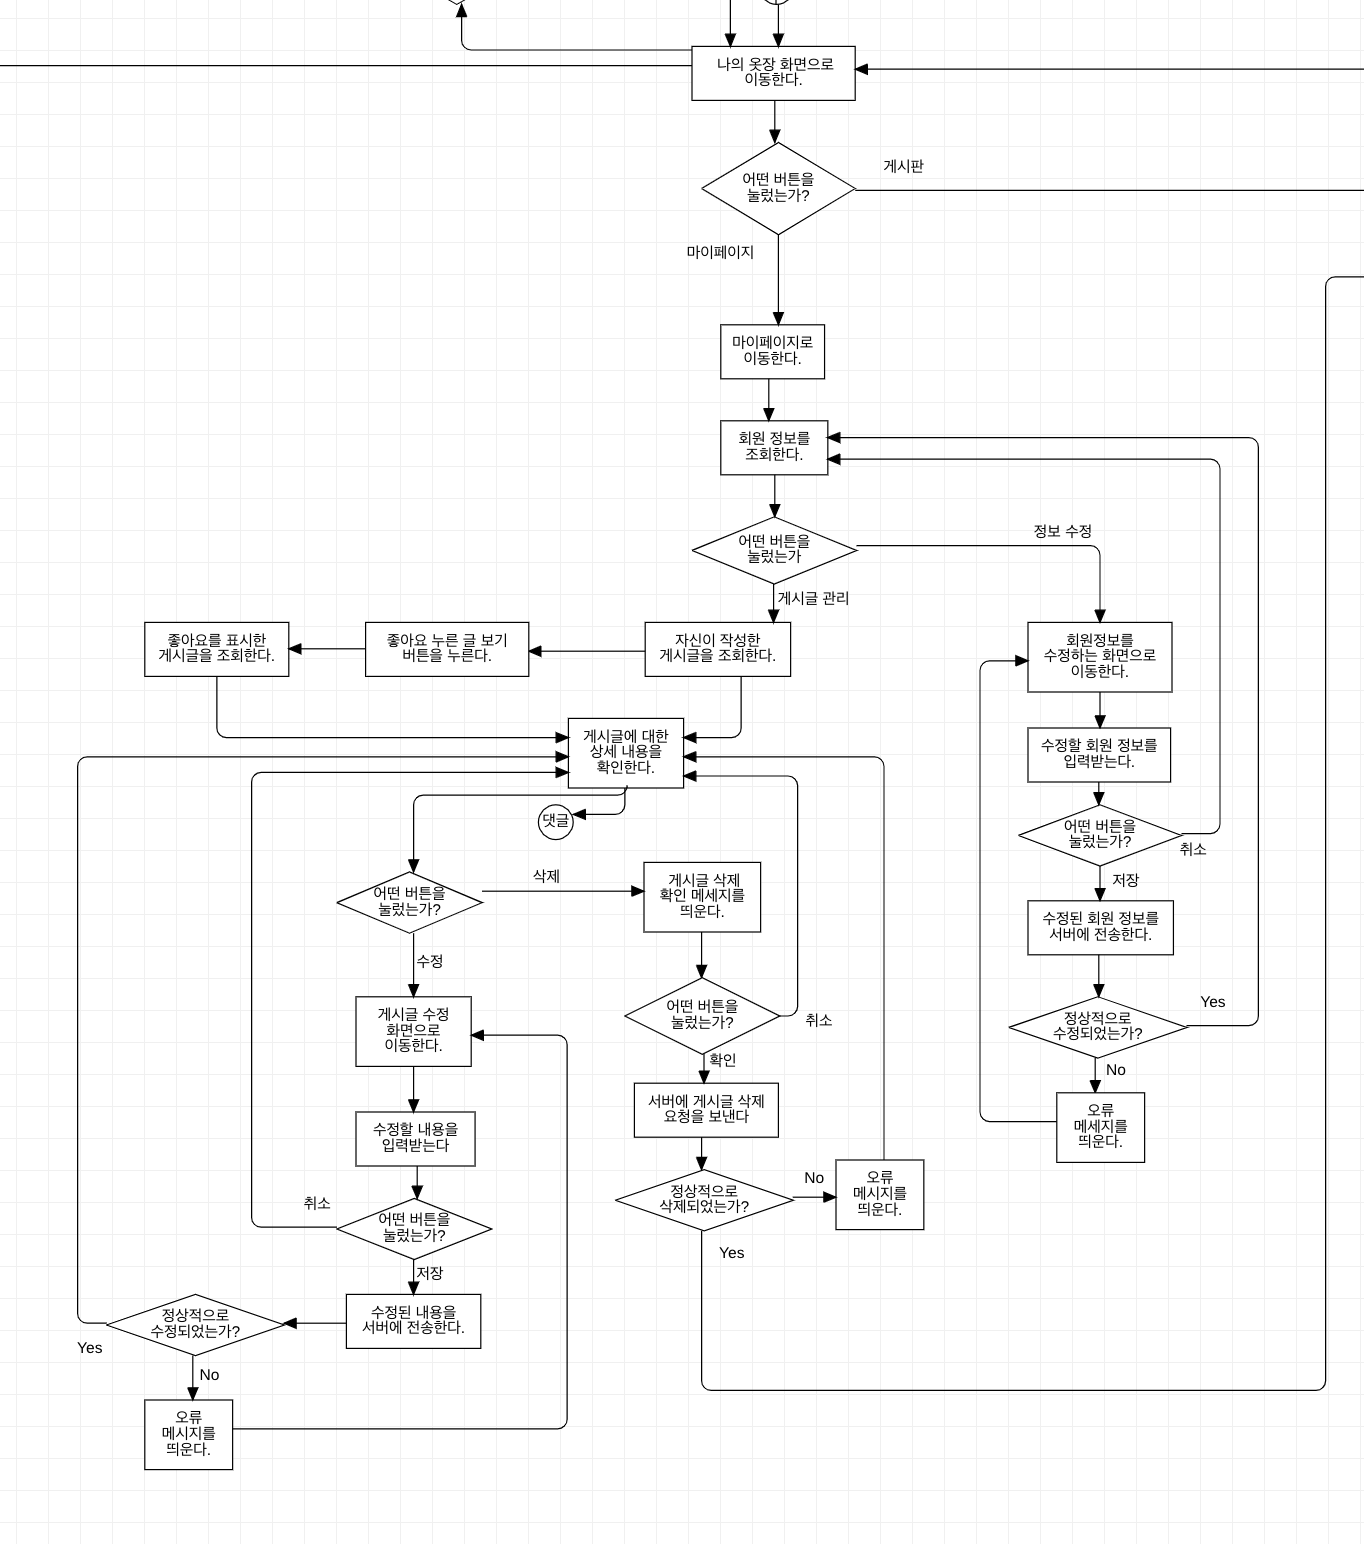 나의 옷장 화면으로
이동한다.
어떤 버튼을
눌렀는가?
게시판
마이페이지
마이페이지로
이동한다.
회원 정보를
조회한다.
어떤 버튼을
눌렀는가
정보 수정
게시글 관리
좋아요를 표시한
게시글을 조회한다.
좋아요 누른 글 보기
버튼을 누른다.
자신이 작성한
게시글을 조회한다.
회원정보를
수정하는 화면으로
이동한다.
게시글에 대한
상세 내용을
확인한다.
수정할 회원 정보를
입력받는다.
댓글
어떤 버튼을
눌렀는가?
취소
어떤 버튼을
눌렀는가?
삭제
게시글 삭제
확인 메세지를
띄운다.
저장
수정된 회원 정보를
서버에 전송한다.
수정
게시글 수정
화면으로
이동한다.
어떤 버튼을
눌렀는가?
취소
정상적으로
수정되었는가?
Yes
확인
No
서버에 게시글 삭제
요청을 보낸다
오류
메세지를
띄운다.
수정할 내용을
입력받는다
정상적으로
삭제되었는가?
No
오류
메시지를
띄운다.
취소
어떤 버튼을
눌렀는가?
Yes
저장
수정된 내용을
서버에 전송한다.
정상적으로
수정되었는가?
Yes
No
오류
메시지를
띄운다.